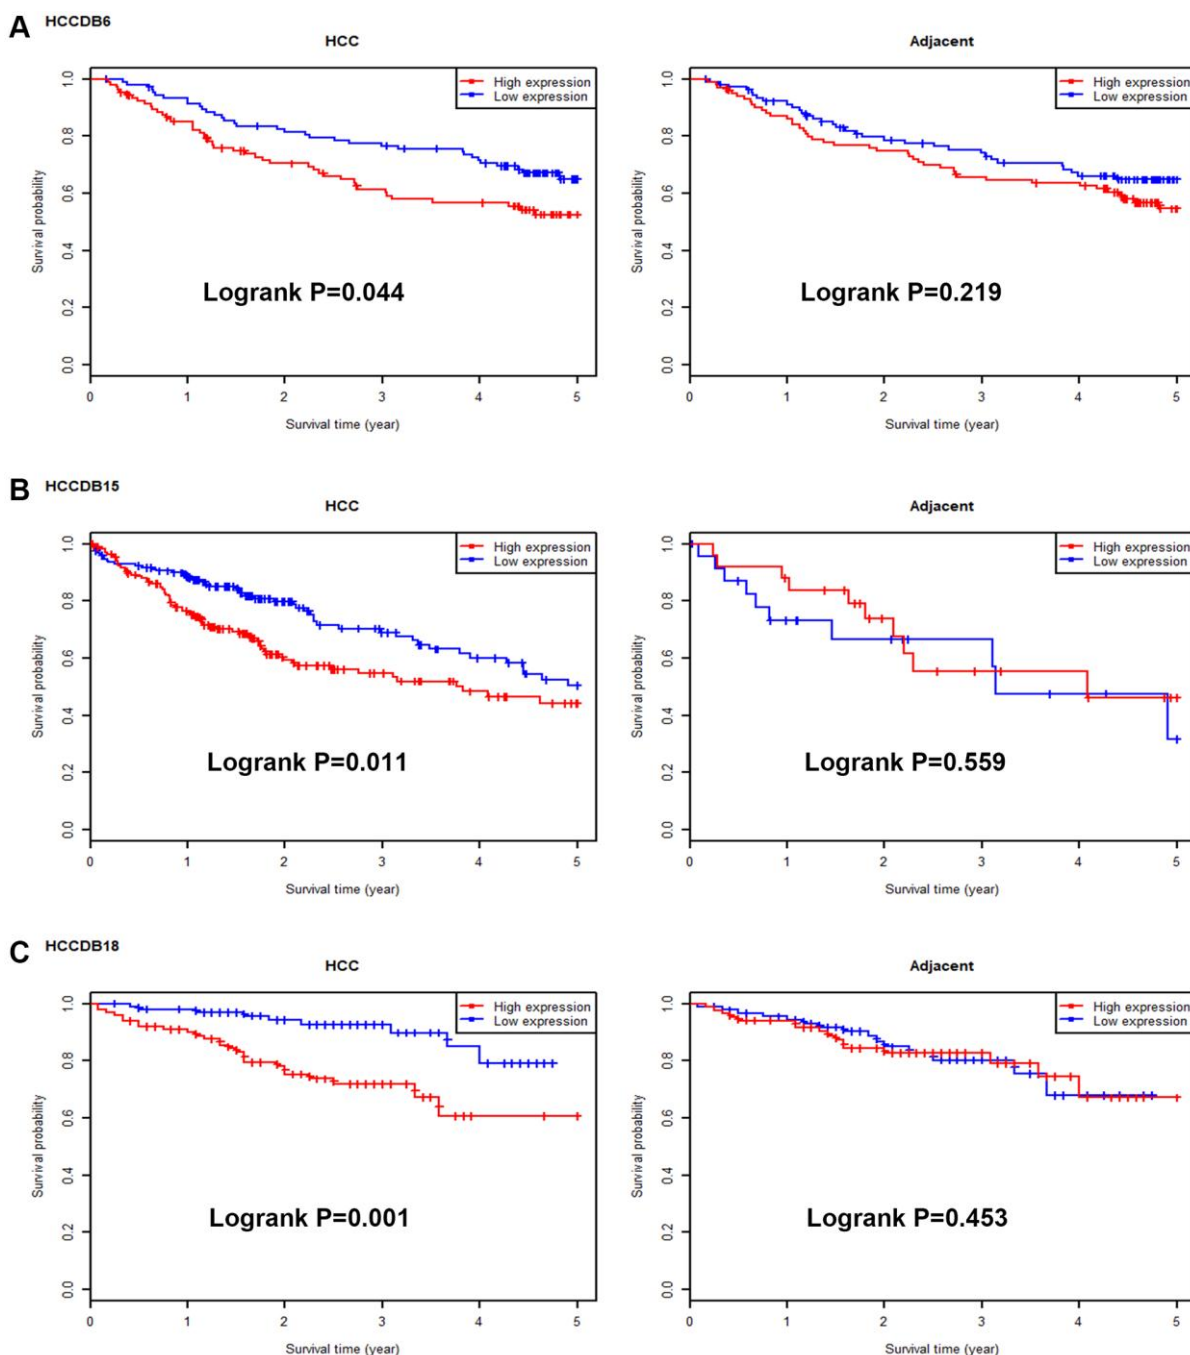 A HCCDB6
HCC
Adjacent
High expression
Low expression
High expression
Low expression
Survival probability
1.0
0.8
0.6
0.4
0.2
0.0
Logrank P=0.044
0 1 2 3 4 5
Survival time (year)
Survival probability
1.0
0.8
0.6
0.4
0.2
0.0
Logrank P=0.219
0 1 2 3 4 5
Survival time (year)
B HCCDB15
HCC
Adjacent
High expression
Low expression
High expression
Low expression
Survival probability
1.0
0.8
0.6
0.4
0.2
0.0
Logrank P=0.011
0 1 2 3 4 5
Survival time (year)
Survival probability
1.0
0.8
0.6
0.4
0.2
0.0
Logrank P=0.559
0 1 2 3 4 5
Survival time (year)
C HCCDB18
HCC
Adjacent
High expression
Low expression
High expression
Low expression
Survival probability
1.0
0.8
0.6
0.4
0.2
0.0
Logrank P=0.001
0 1 2 3 4 5
Survival time (year)
Survival probability
1.0
0.8
0.6
0.4
0.2
0.0
Logrank P=0.453
0 1 2 3 4 5
Survival time (year)